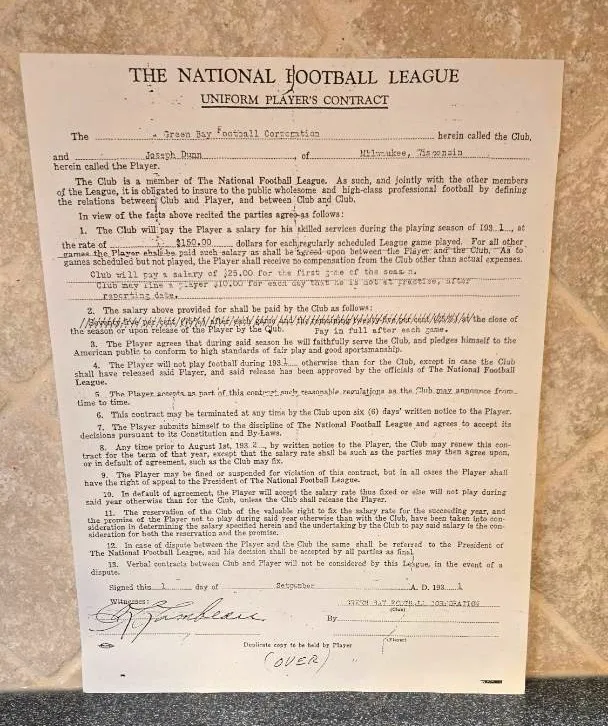 THE NATIONAL FOOTBALL LEAGUE
UNIFORM PLAYER'S CONTRACT
The Green Bay Football Corporation herein called the Club,
and Joseph Dunn, of Milwaukee, Wisconsin
herein called the Player.
The Club is a member of The National Football League. As such, and jointly with the other members
of the League, it is obligated to insure to the public wholesome and high-class professional football by defining
the relations between Club and Player, and between Club and Club.
In view of the facts above recited the parties agree as follows:
1. The Club will pay the Player a salary for his skilled services during the playing season of 1931, at
the rate of $150.00 dollars for each regularly scheduled League game played. For all other
games the Player shall be paid such salary as shall be agreed upon between the Player and the Club. As to
games scheduled but not played, the Player shall receive no compensation from the Club other than actual expenses.
Club will pay a salary of $25.00 for the first game of the season.
Club may fine a player $10.00 for each day that he is not at practise, after
reporting date.
2. The salary above provided for shall be paid by the Club as follows:
at the close of
the season or upon release of the Player by the Club. Pay in full after each game.
3. The Player agrees that during said season he will faithfully serve the Club, and pledges himself to the
American public to conform to high standards of fair play and good sportsmanship.
4. The Player will not play football during 1931 otherwise than for the Club, except in case the Club
shall have released said Player, and said release has been approved by the officials of The National Football
League.
5. The Player accepts as part of this contract such reasonable regulations as the Club may announce from
time to time.
6. This contract may be terminated at any time by the Club upon six (6) days' written notice to the Player.
7. The Player submits himself to the discipline of The National Football League and agrees to accept its
decisions pursuant to its Constitution and By-Laws.
8. Any time prior to August 1st, 1932, by written notice to the Player, the Club may renew this con-
tract for the term of that year, except that the salary rate shall be such as the parties may then agree upon,
or in default of agreement, such as the Club may fix.
9. The Player may be fined or suspended for violation of this contract, but in all cases the Player shall
have the right of appeal to the President of The National Football League.
10. In default of agreement, the Player will accept the salary rate thus fixed or else will not play during
said year otherwise than for the Club, unless the Club shall release the Player.
11. The reservation of the Club of the valuable right to fix the salary rate for the succeeding year, and
the promise of the Player not to play during said year otherwise than with the Club, have been taken into con-
sideration in determining the salary specified herein and the undertaking by the Club to pay said salary is the con-
sideration for both the reservation and the promise.
12. In case of dispute between the Player and the Club the same shall be referred to the President of
The National Football League, and his decision shall be accepted by all parties as final.
13. Verbal contracts between Club and Player will not be considered by this League, in the event of a
dispute.
Signed this 1 day of September A. D. 1931
Witnesses: GREEN BAY FOOTBALL CORPORATION
(Club)
Lambeau By
(Player)
Duplicate copy to be held by Player
(OVER)